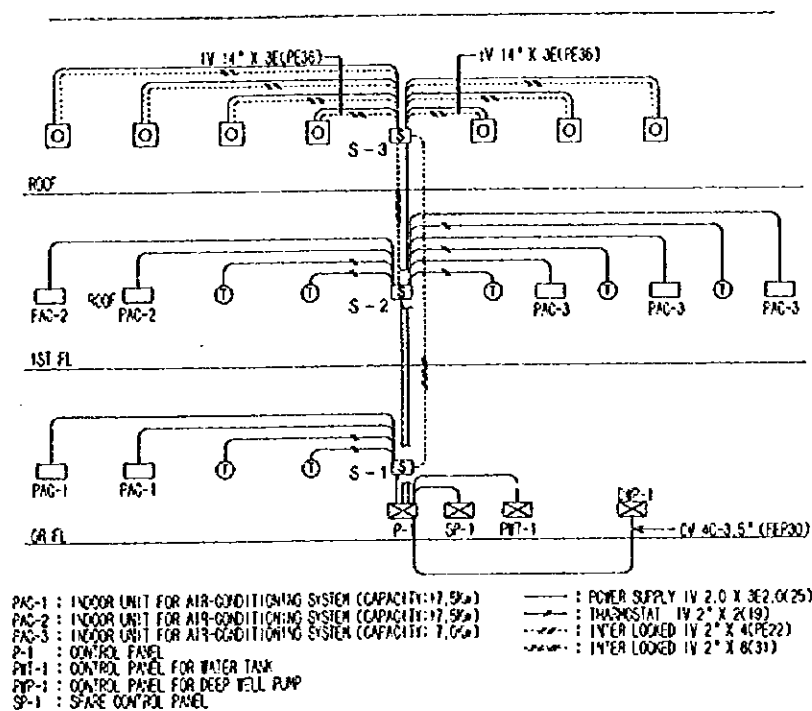 IV 14° X 3E(PE36)
IV 14° X 3E(PE36)
S-3
ROOF
PAC-2
ROOF
PAC-2
T
T
S
S-2
T
PAC-3
T
PAC-3
T
PAC-3
1ST FL
PAC-1
PAC-1
T
T
S
S-1
P-1
SP-1
PWT-1
PWP-1
CV 4C-3.5° (FEP30)
GR FL
PAC-1 : INDOOR UNIT FOR AIR-CONDITIONING SYSTEM (CAPACITY:17,5Kw)
PAC-2 : INDOOR UNIT FOR AIR-CONDITIONING SYSTEM (CAPACITY:17,5Kw)
PAC-3 : INDOOR UNIT FOR AIR-CONDITIONING SYSTEM (CAPACITY: 7,0Kw)
P-1 : CONTROL PANEL
PWT-1 : CONTROL PANEL FOR WATER TANK
PWP-1 : CONTROL PANEL FOR DEEP WELL PUMP
SP-1 : SPARE CONTROL PANEL
: POWER SUPPLY IV 2.0 X 3E2.0(25)
: THARMOSTAT IV 2° X 2(19)
: INTER LOCKED IV 2° X 4(PE22)
: INTER LOCKED IV 2° X 8(31)